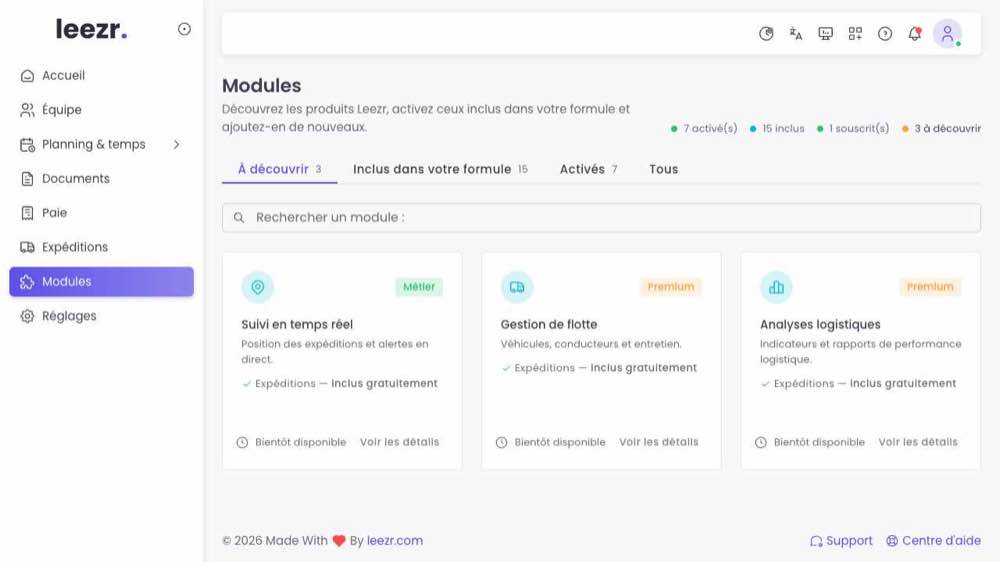 leezr.
Accueil
Équipe
Planning & temps
Documents
Paie
Expéditions
Modules
Réglages
Modules
Découvrez les produits Leezr, activez ceux inclus dans votre formule et
ajoutez-en de nouveaux.
7 activé(s) 15 inclus 1 souscrit(s) 3 à découvrir
À découvrir 3 Inclus dans votre formule 15 Activés 7 Tous
Rechercher un module :
Métier
Suivi en temps réel
Position des expéditions et alertes en
direct.
Expéditions — Inclus gratuitement
Bientôt disponible Voir les détails
Premium
Gestion de flotte
Véhicules, conducteurs et entretien.
Expéditions — Inclus gratuitement
Bientôt disponible Voir les détails
Premium
Analyses logistiques
Indicateurs et rapports de performance
logistique.
Expéditions — Inclus gratuitement
Bientôt disponible Voir les détails
© 2026 Made With ❤ By leezr.com
Support Centre d'aide